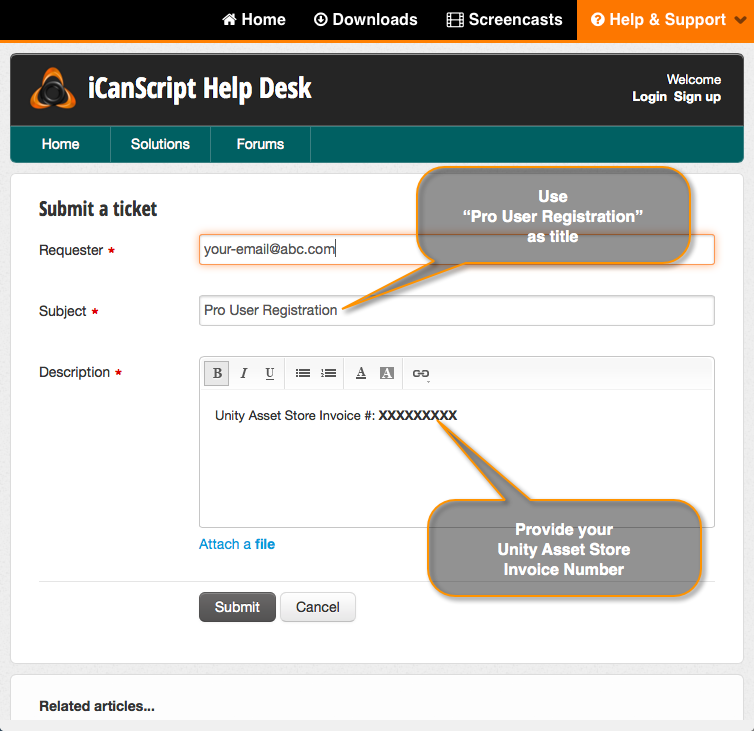 Home Downloads Screencasts Help & Support
iCanScript Help Desk
Welcome
Login Sign up
Home Solutions Forums
Submit a ticket
Use
“Pro User Registration”
as title
Requester *
your-email@abc.com
Subject *
Pro User Registration
Description *
B I U A A
Unity Asset Store Invoice #: XXXXXXXXX
Provide your
Unity Asset Store
Invoice Number
Attach a file
Submit Cancel
Related articles...